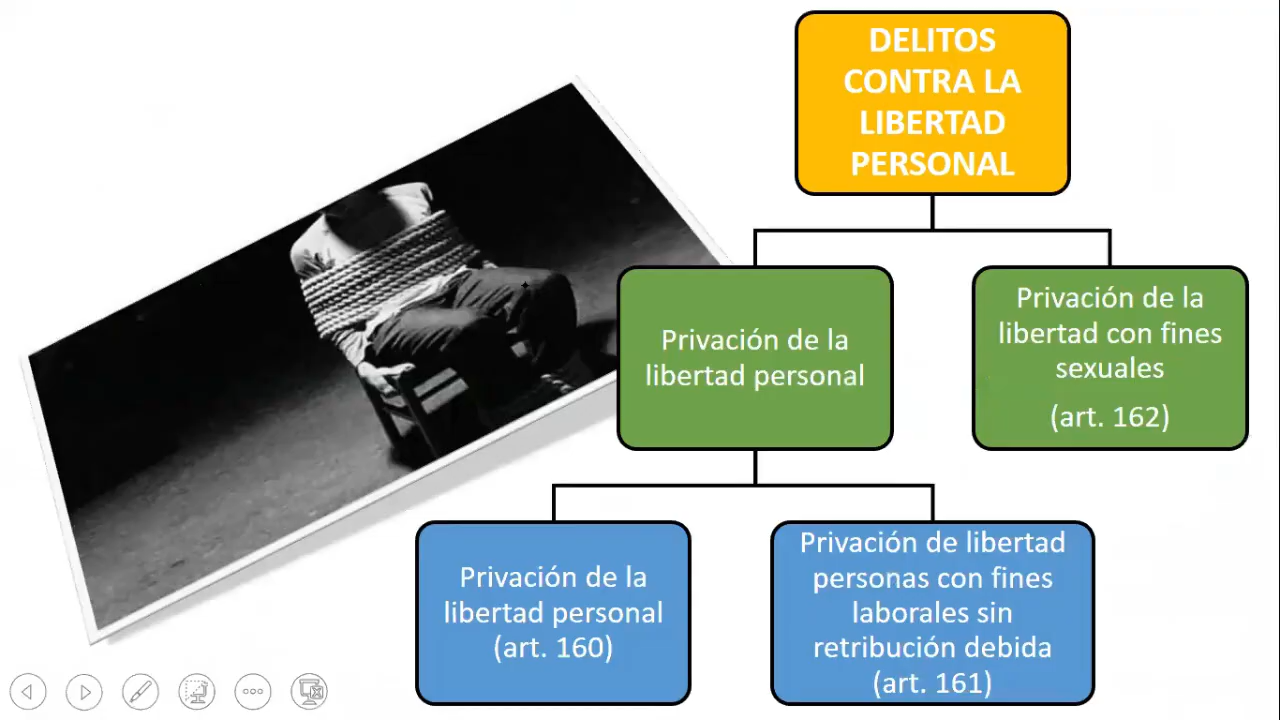 DELITOS
CONTRA LA
LIBERTAD
PERSONAL
Privación de la
libertad personal
Privación de la
libertad con fines
sexuales
(art. 162)
Privación de la
libertad personal
(art. 160)
Privación de libertad
personas con fines
laborales sin
retribución debida
(art. 161)